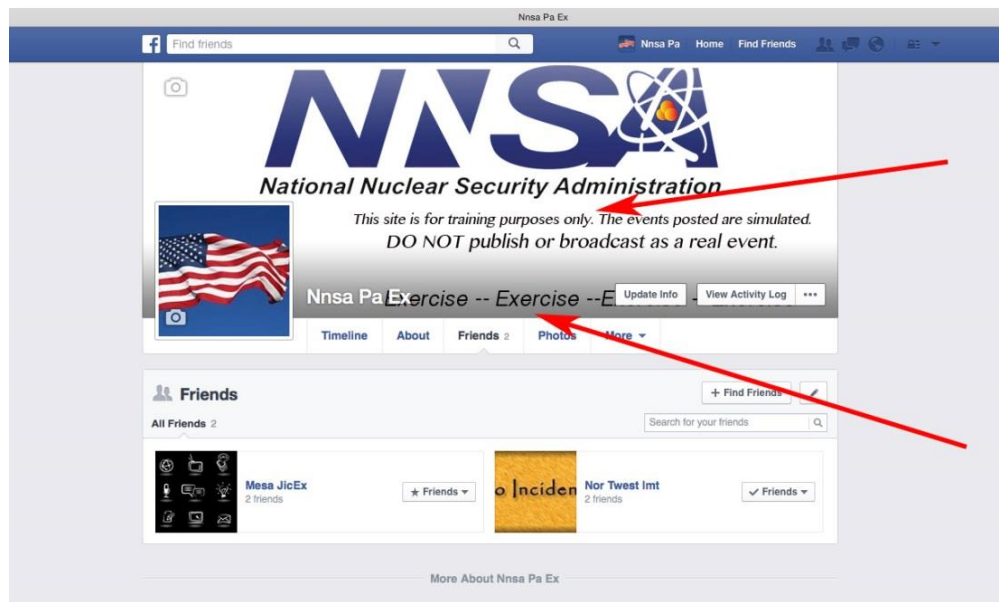 Nnsa Pa Ex
Find friends
Nnsa Pa Home Find Friends
NNSA
National Nuclear Security Administration
This site is for training purposes only. The events posted are simulated.
DO NOT publish or broadcast as a real event.
Exercise -- Exercise --
Nnsa Pa Ex
Update Info View Activity Log
Timeline About Friends 2 Photos More
Friends
+ Find Friends
All Friends 2
Search for your friends
Mesa JicEx
2 friends
Friends
o Inciden
Nor Twest Imt
2 friends
Friends
More About Nnsa Pa Ex